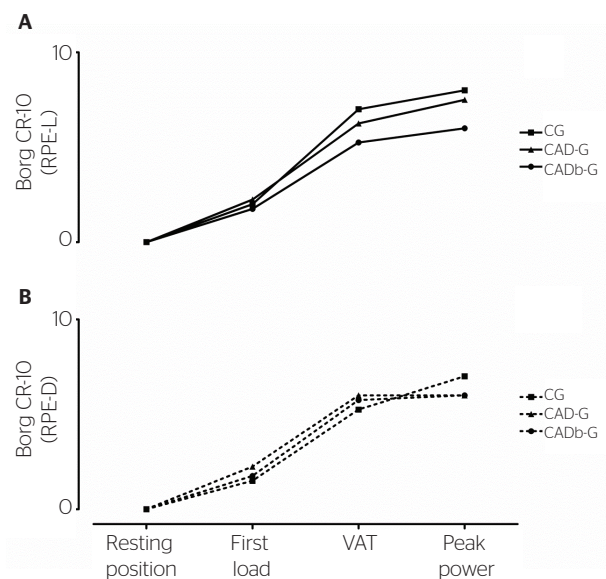 A
10
Borg CR-10
(RPE-L)
0
CG
CAD-G
CADb-G
B
10
Borg CR-10
(RPE-D)
0
CG
CAD-G
CADb-G
Resting
position
First
load
VAT
Peak
power